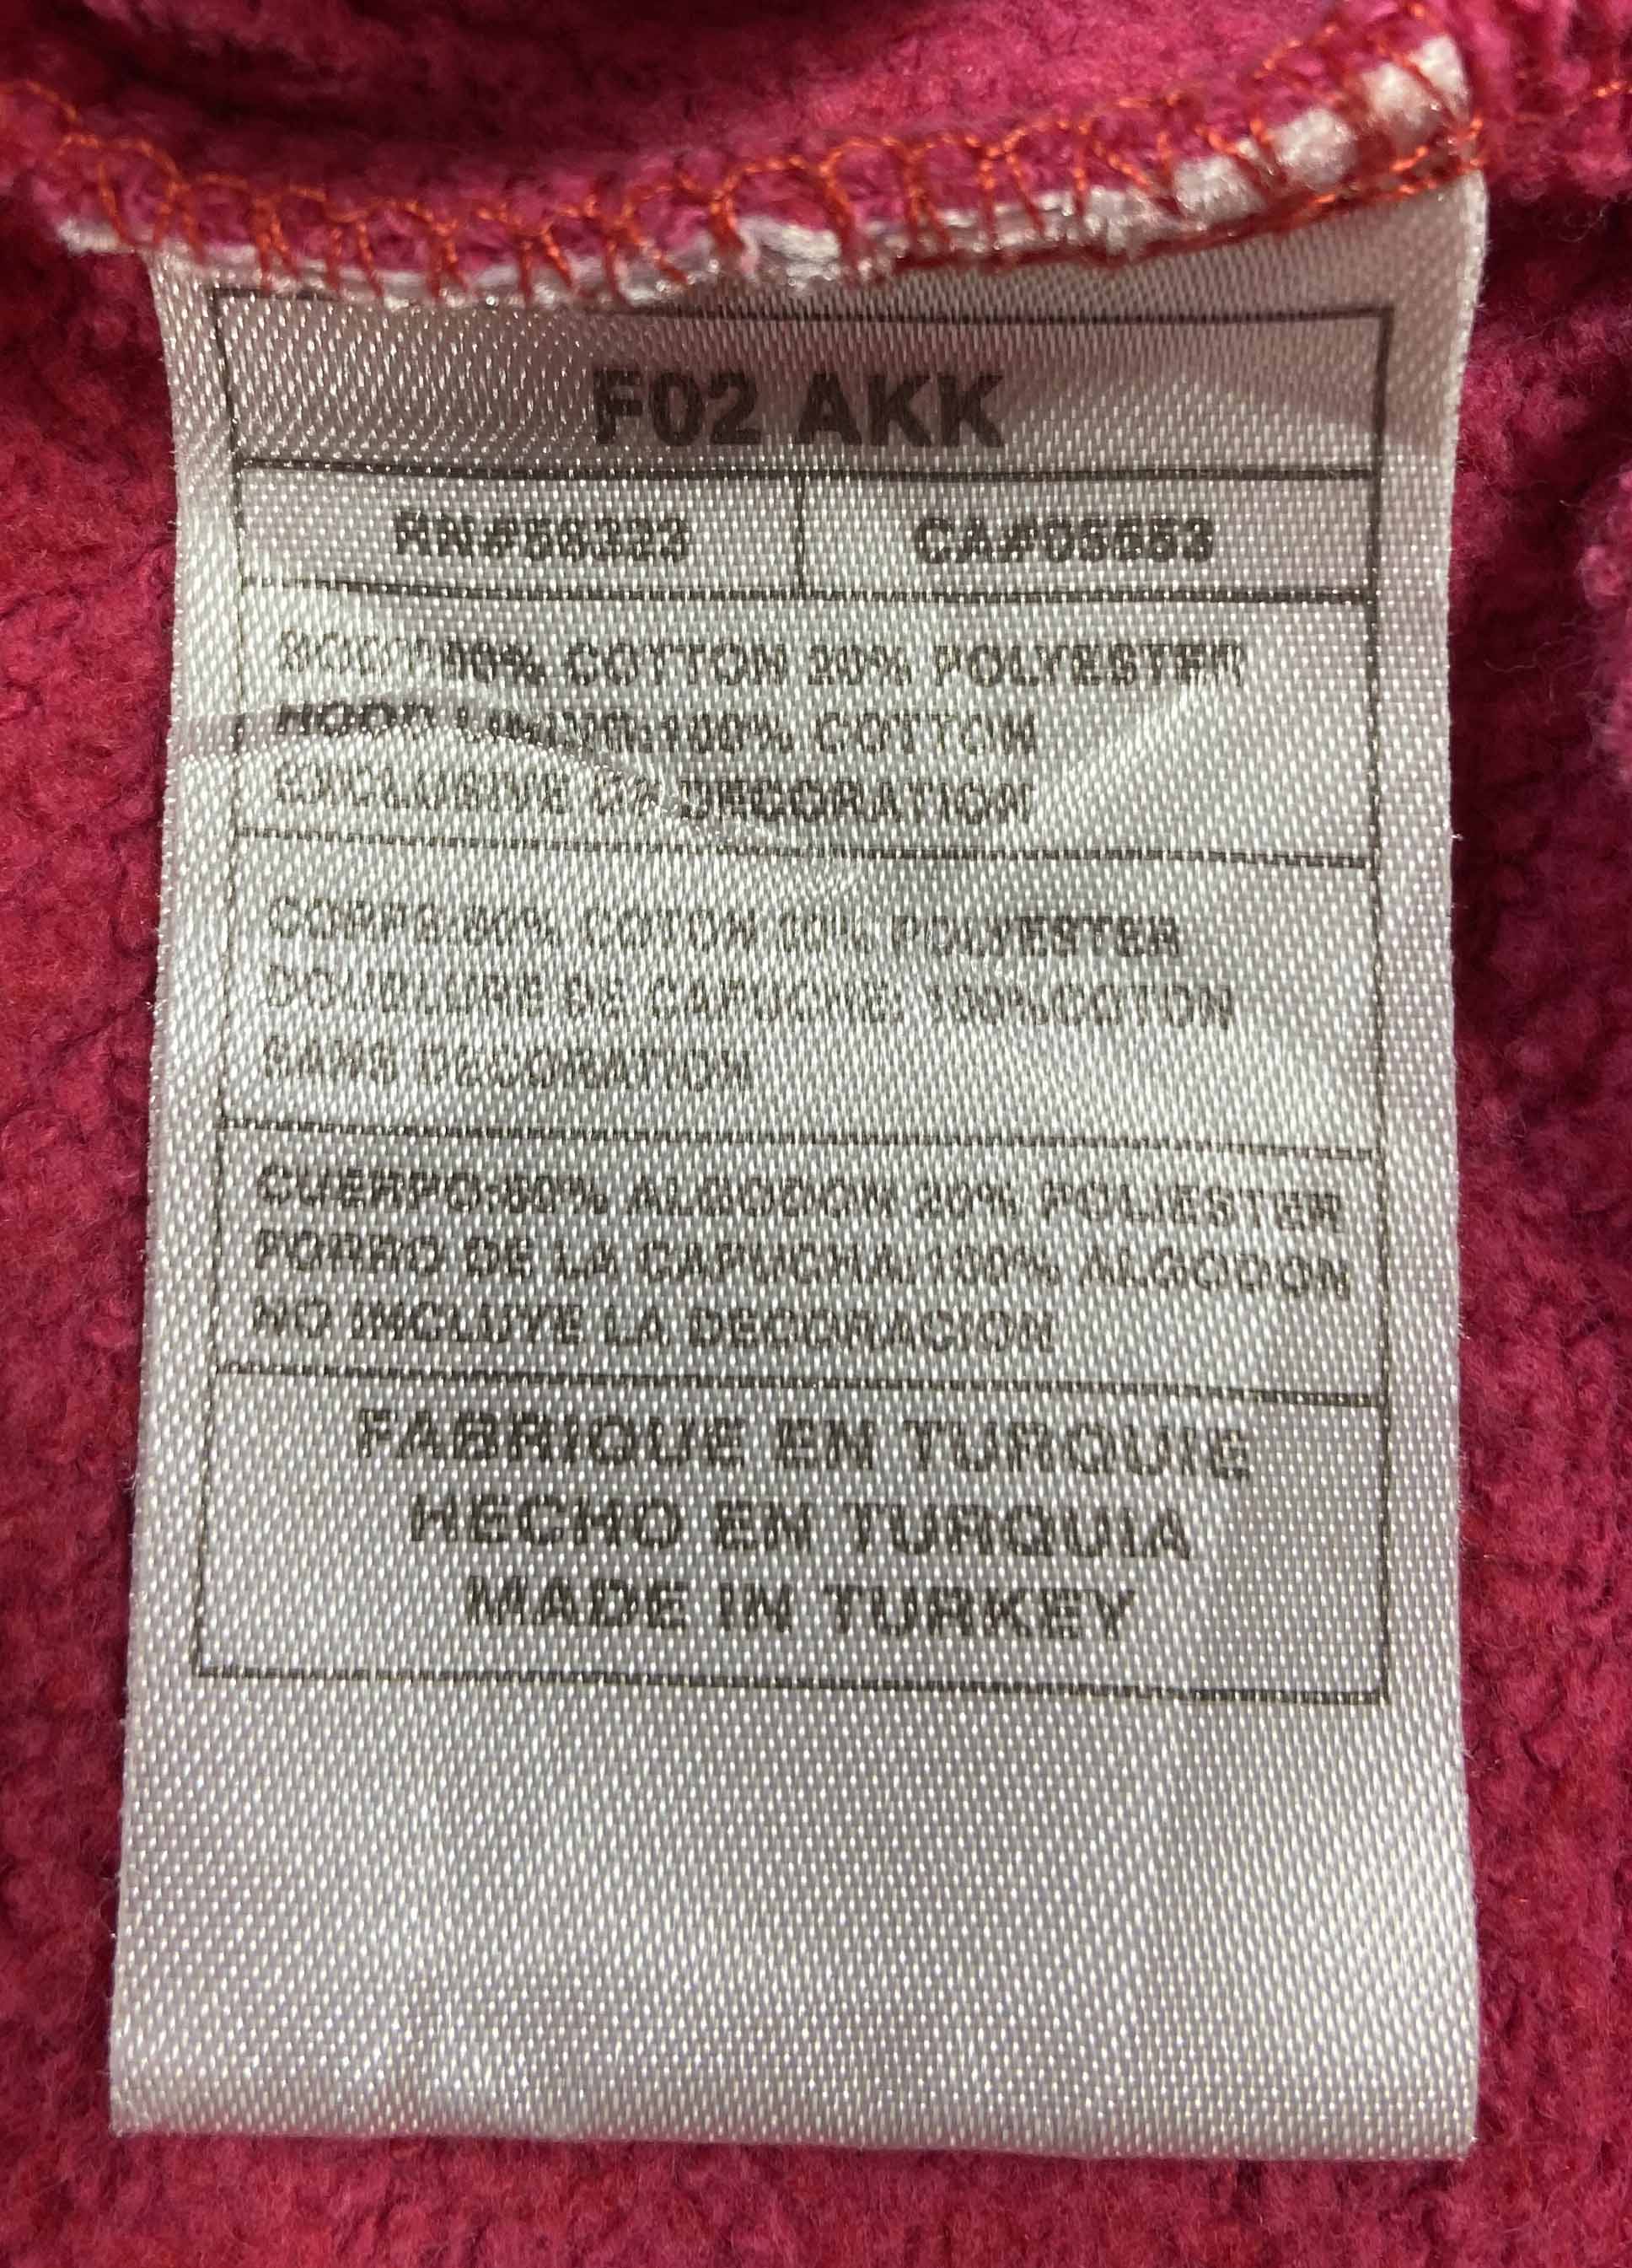 F02 AKK
RN#56323 CA#05553
BODY:80% COTTON 20% POLYESTER
HOOD LINING:100% COTTON
EXCLUSIVE OF DECORATION
CORPS:80% COTON 20% POLYESTER
DOUBLURE DE CAPUCHE: 100%COTON
SANS DECORATION
CUERPO:80% ALGODON 20% POLIESTER
FORRO DE LA CAPUCHA:100% ALGODON
NO INCLUYE LA DECORACION
FABRIQUE EN TURQUIE
HECHO EN TURQUIA
MADE IN TURKEY